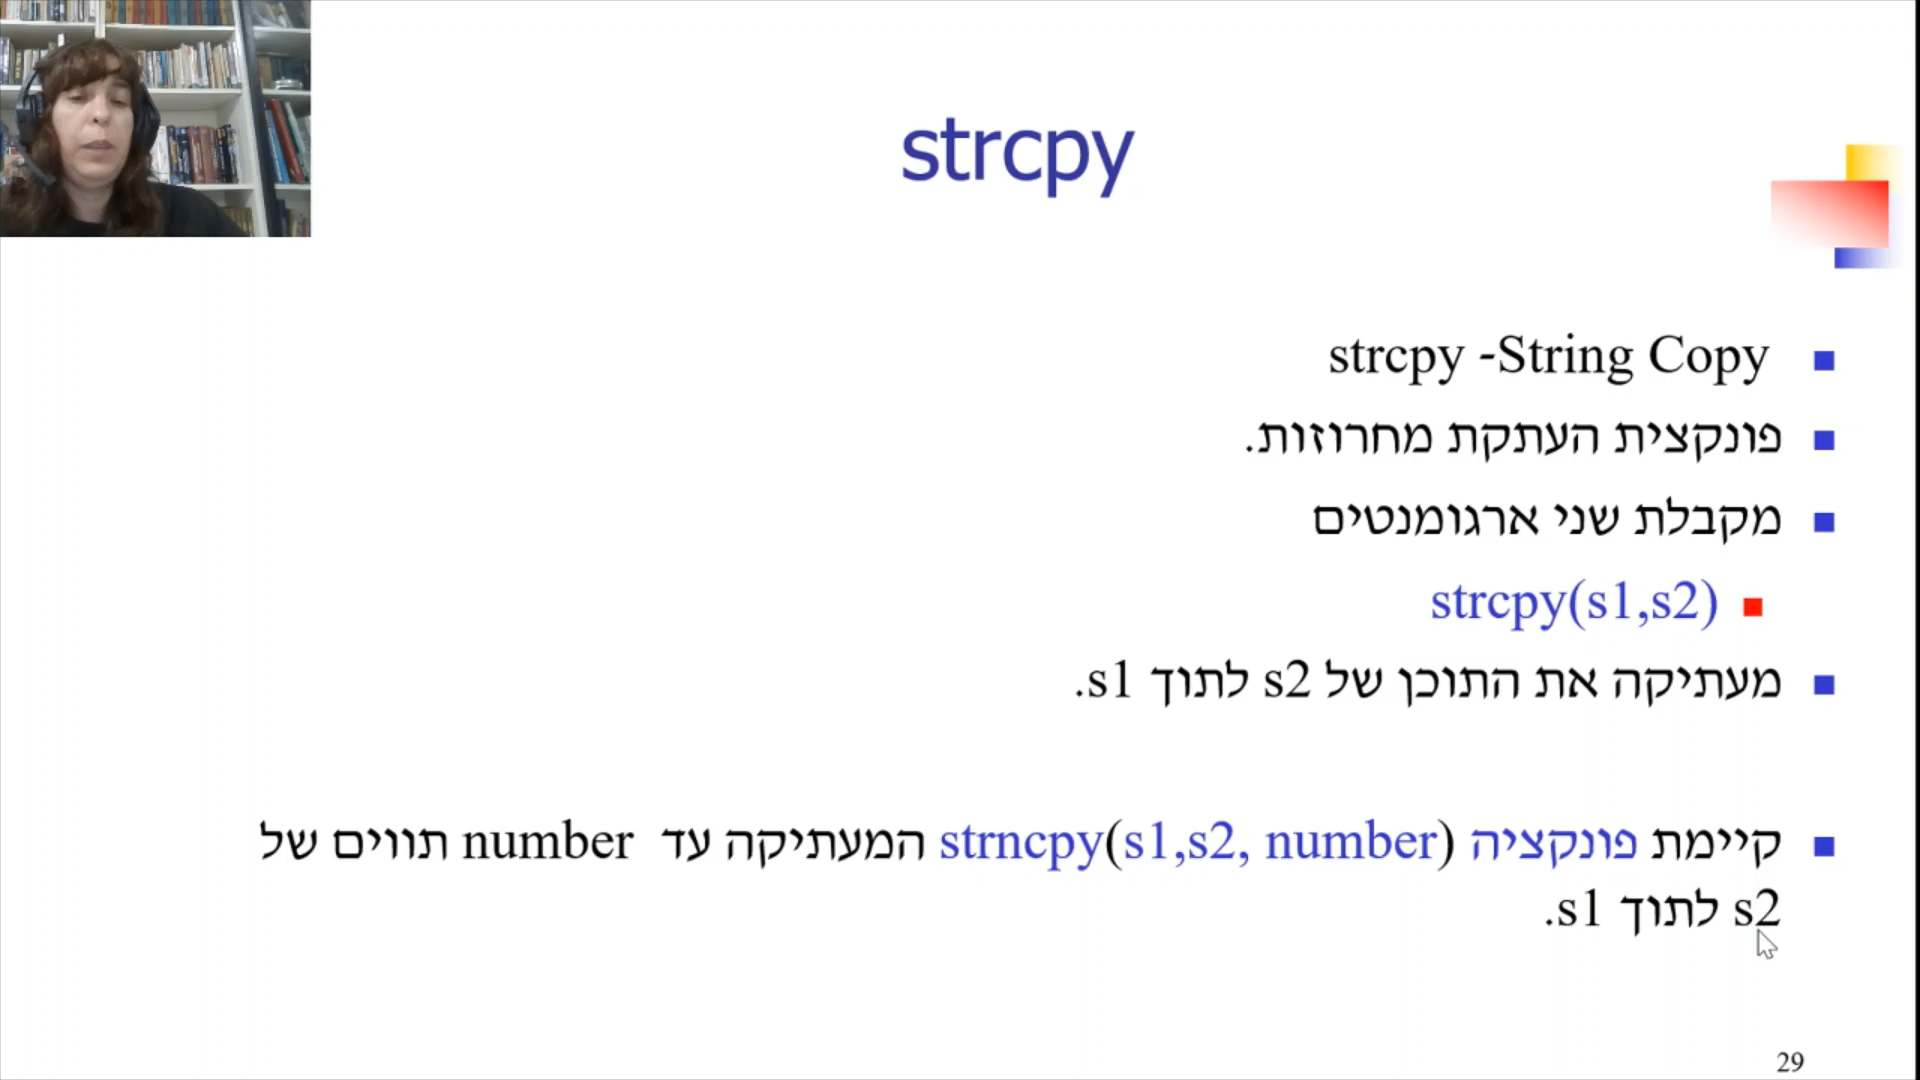 strcpy
strcpy -String Copy
פונקצית העתקת מחרוזות.
מקבלת שני ארגומנטים
strcpy(s1,s2)
מעתיקה את התוכן של s2 לתוך s1.
קיימת פונקציה strncpy(s1,s2, number) המעתיקה עד number תווים של
s2 לתוך s1.
29